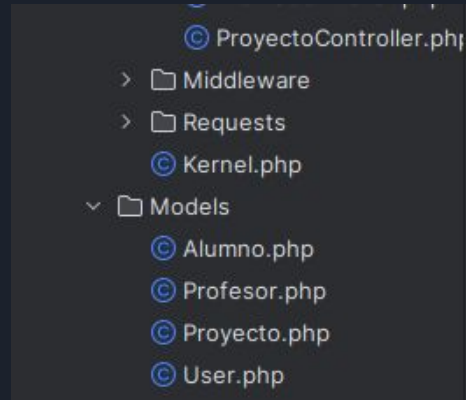 ProyectoController.php
Middleware
Requests
Kernel.php
Models
Alumno.php
Profesor.php
Proyecto.php
User.php